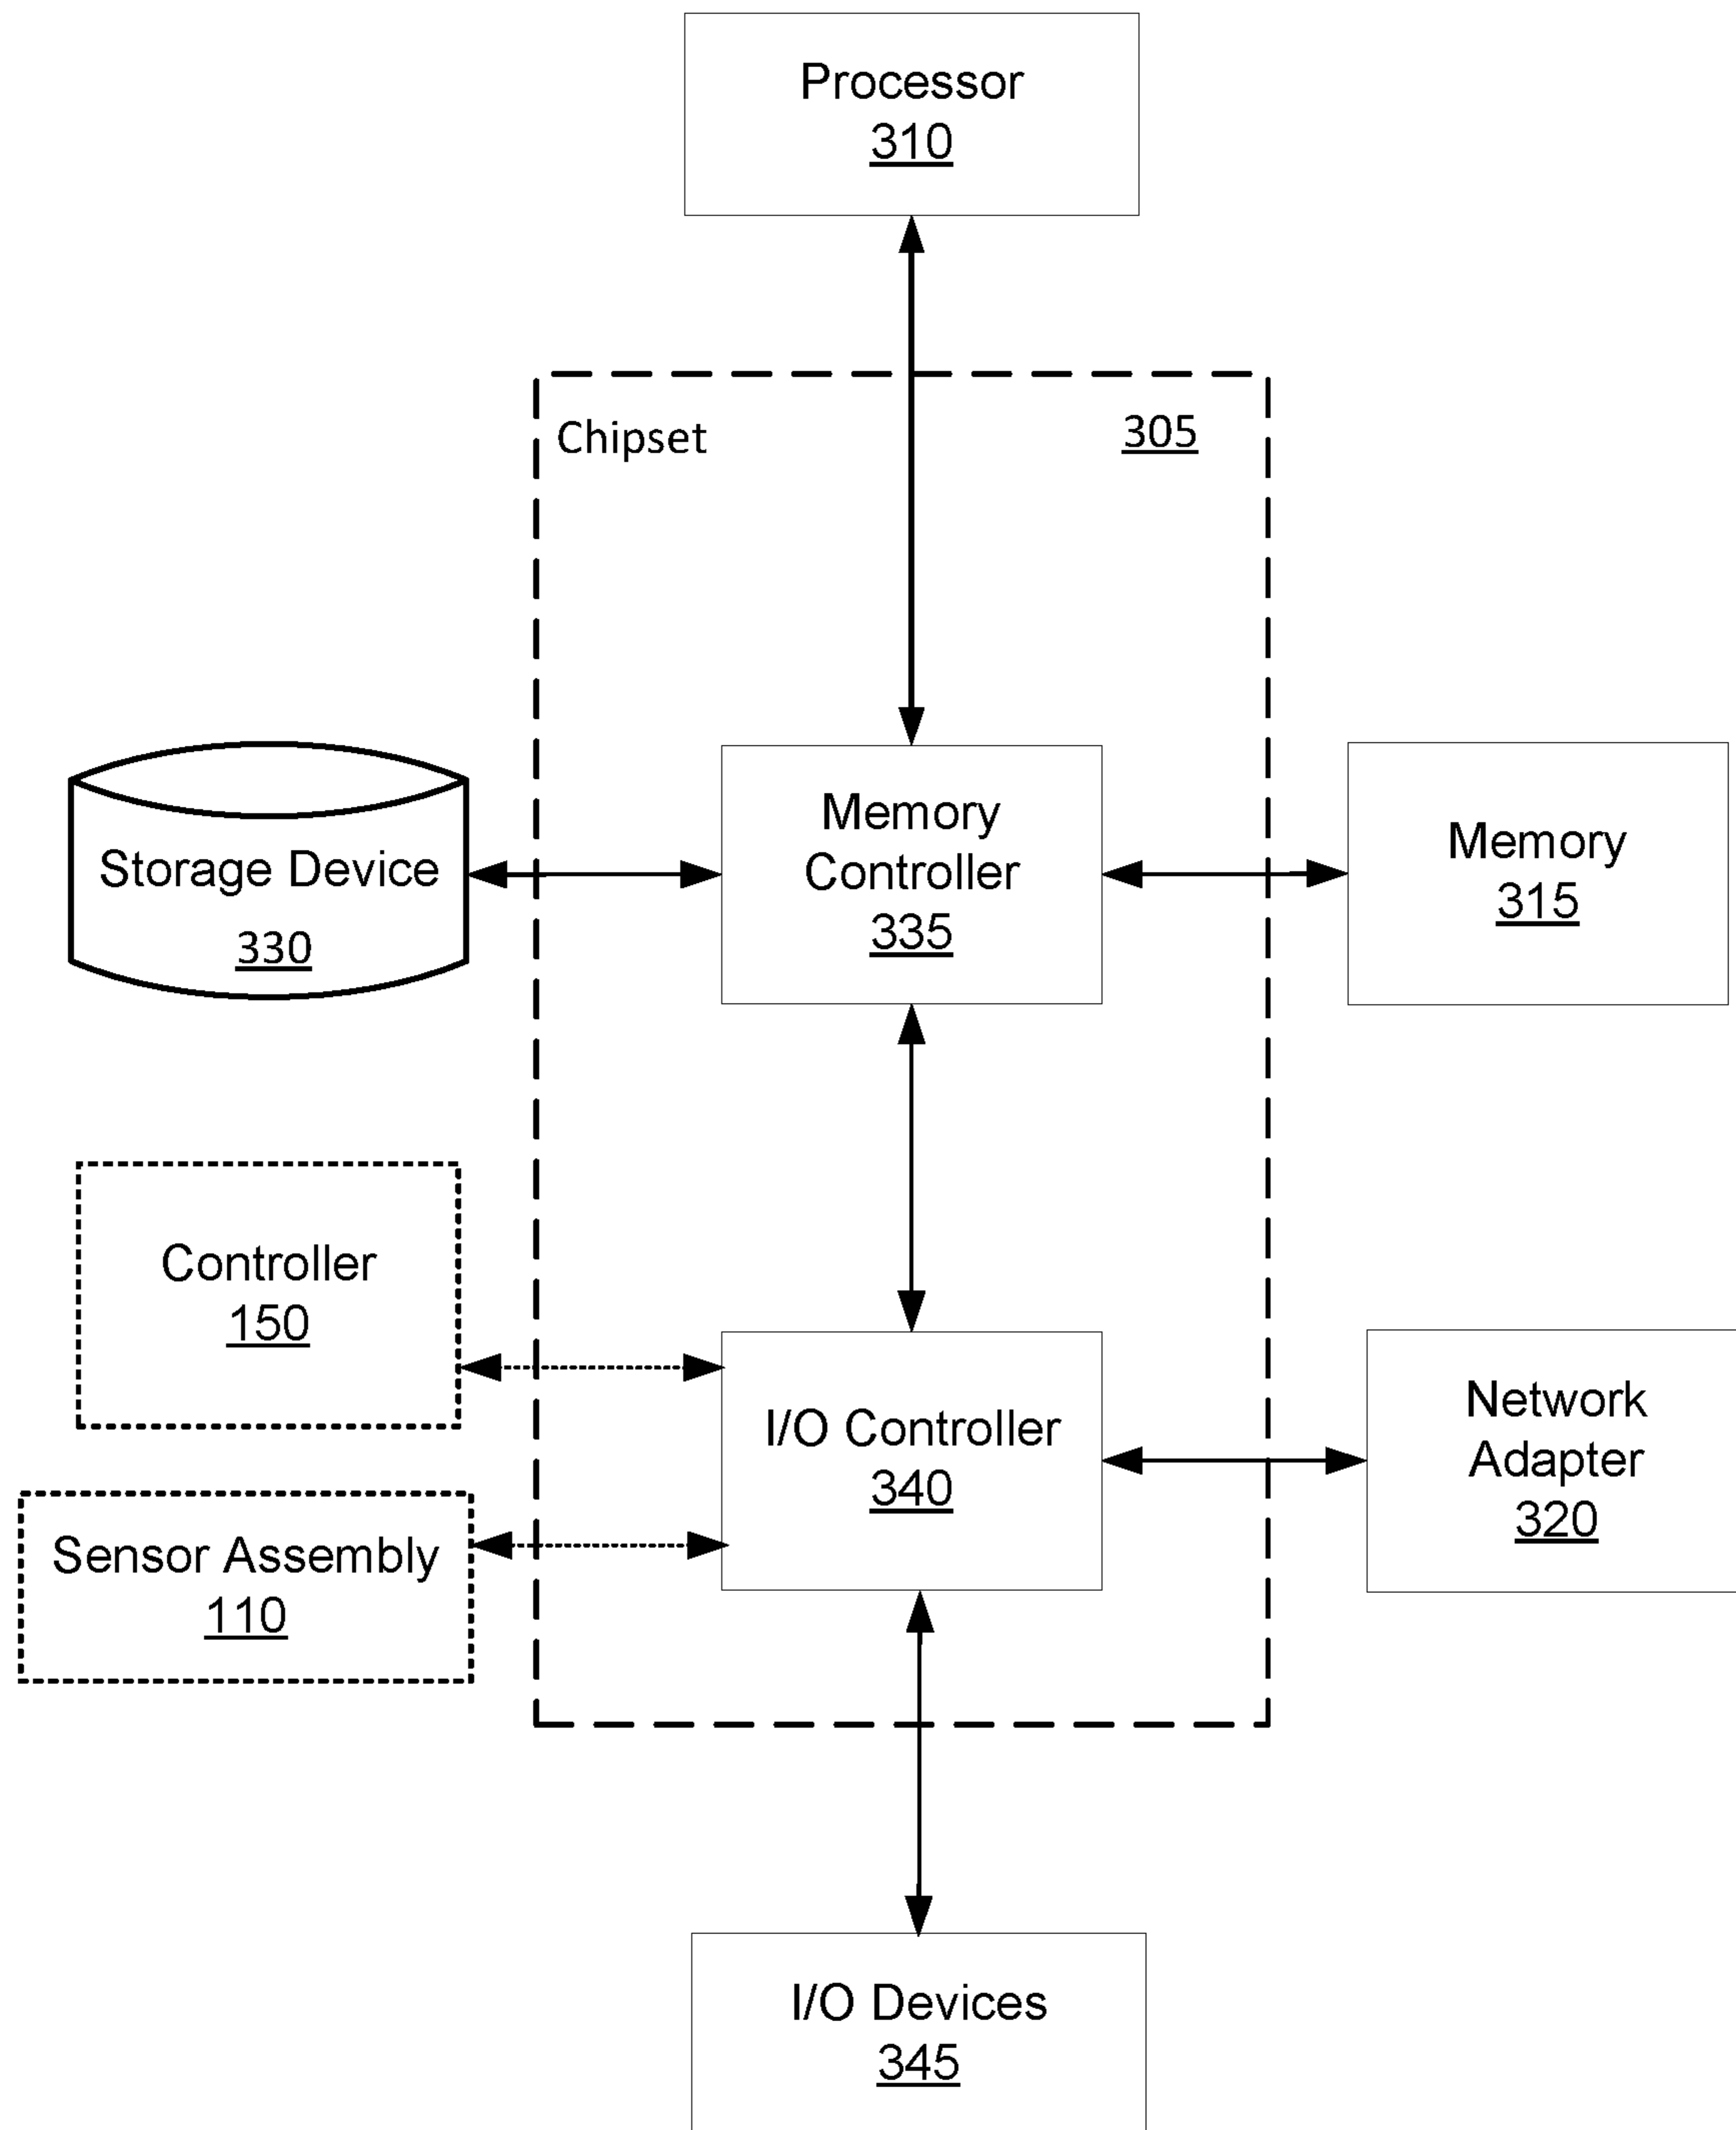 Processor
310
Chipset
305
Storage Device
330
Memory
Controller
335
Memory
315
Controller
150
I/O Controller
340
Network
Adapter
320
Sensor Assembly
110
I/O Devices
345